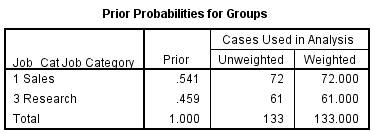 Prior Probabilities for Groups
Cases Used in Analysis
Job_Cat Job Category Prior Unweighted Weighted
1 Sales .541 72 72.000
3 Research .459 61 61.000
Total 1.000 133 133.000